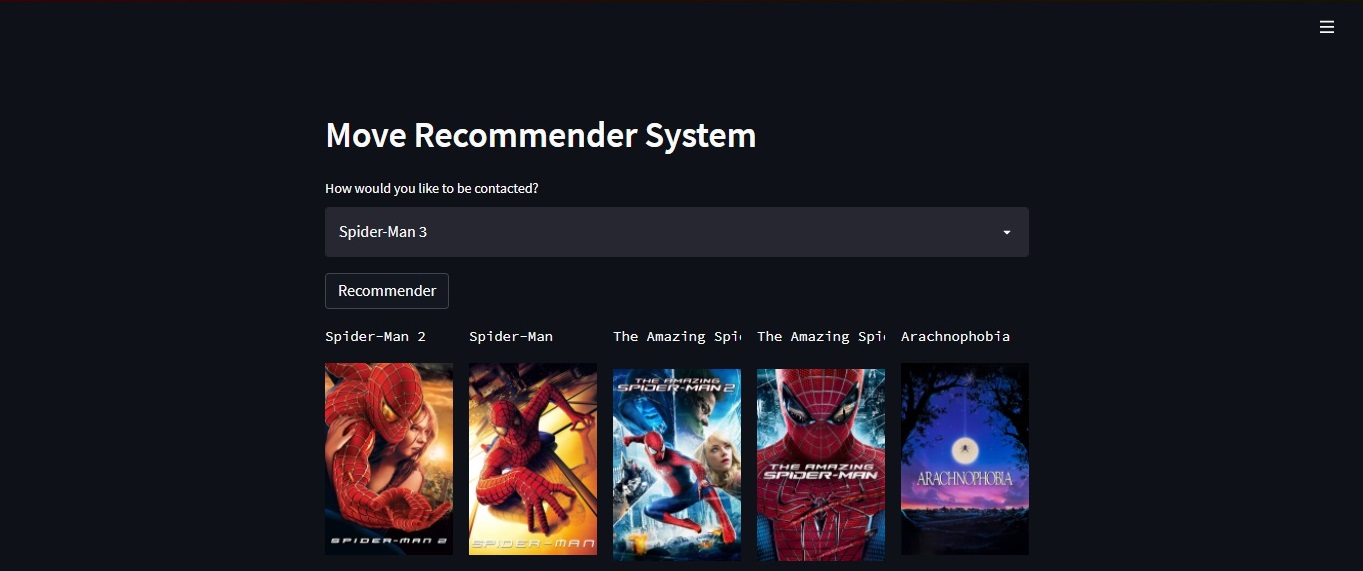 Move Recommender System
How would you like to be contacted?
Spider-Man 3
Recommender
Spider-Man 2
Spider-Man
The Amazing Spi
The Amazing Spi
Arachnophobia
SPIDER-MAN 2
SPIDER-MAN
THE AMAZING
SPIDER-MAN 2
THE AMAZING
SPIDER-MAN
ARACHNOPHOBIA